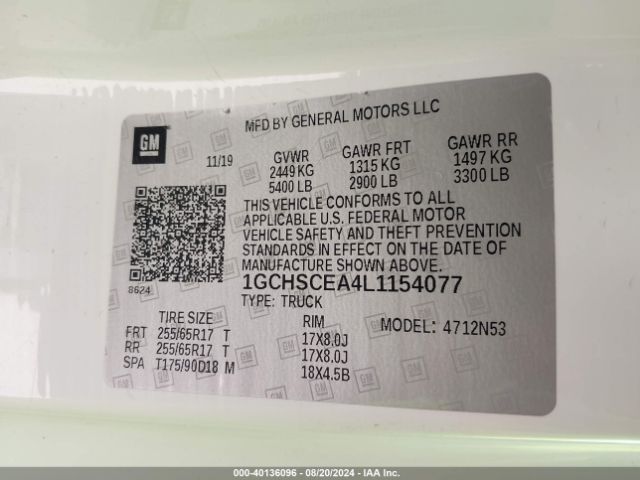 GM
MFD BY GENERAL MOTORS LLC
11/19
GVWR
2449 KG
5400 LB
GAWR FRT
1315 KG
2900 LB
GAWR RR
1497 KG
3300 LB
THIS VEHICLE CONFORMS TO ALL
APPLICABLE U.S. FEDERAL MOTOR
VEHICLE SAFETY AND THEFT PREVENTION
STANDARDS IN EFFECT ON THE DATE OF
MANUFACTURE SHOWN ABOVE.
8624
1GCHSCEA4L1154077
TYPE: TRUCK
TIRE SIZE
FRT 255/65R17 T
RR 255/65R17 T
SPA T175/90D18 M
RIM
17X8.0J
17X8.0J
18X4.5B
MODEL: 4712N53
000-40136096 - 08/20/2024 - IAAI.COM